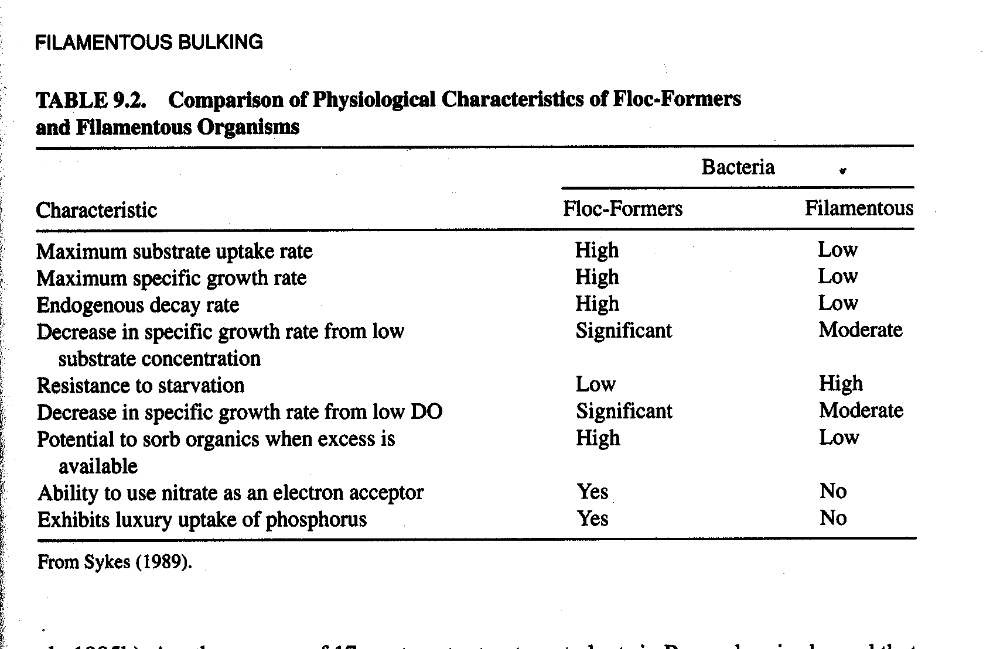 FILAMENTOUS BULKING
TABLE 9.2. Comparison of Physiological Characteristics of Floc-Formers
and Filamentous Organisms
Bacteria
Characteristic Floc-Formers Filamentous
Maximum substrate uptake rate High Low
Maximum specific growth rate High Low
Endogenous decay rate High Low
Decrease in specific growth rate from low Significant Moderate
substrate concentration
Resistance to starvation Low High
Decrease in specific growth rate from low DO Significant Moderate
Potential to sorb organics when excess is High Low
available
Ability to use nitrate as an electron acceptor Yes No
Exhibits luxury uptake of phosphorus Yes No
From Sykes (1989).